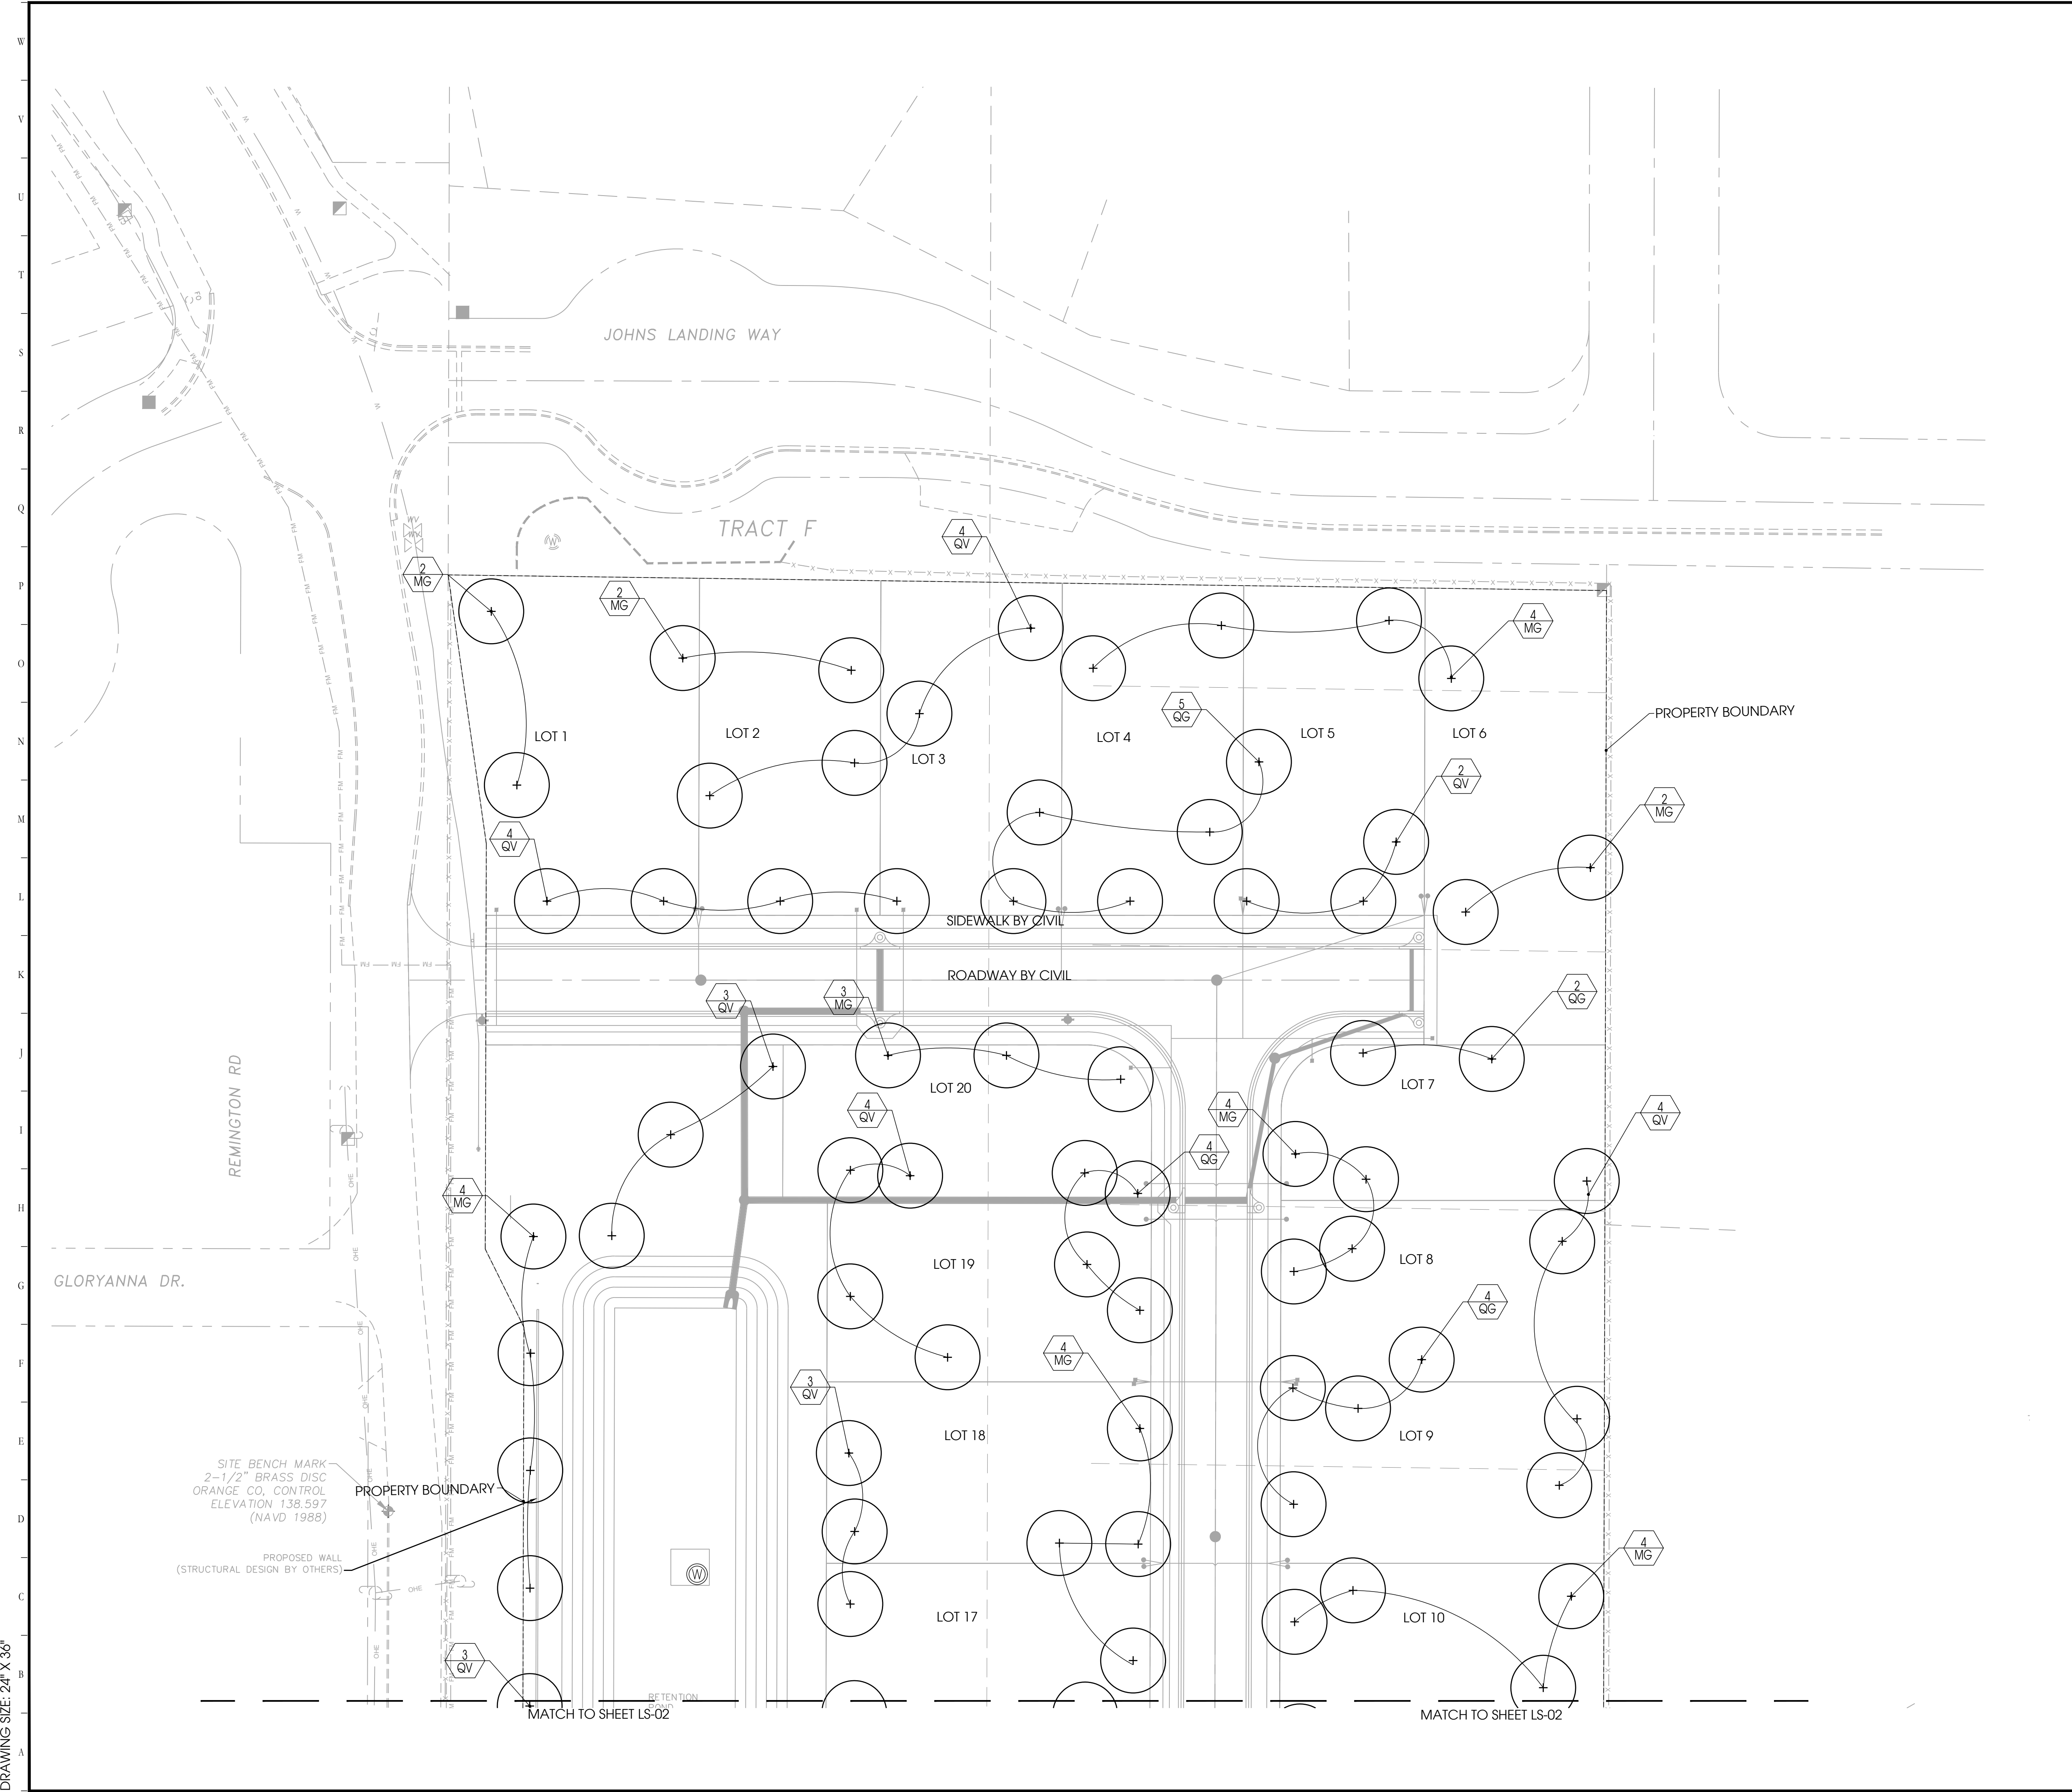 W
V
U
T
S
R
Q
P
O
N
M
L
K
J
I
H
G
F
E
D
C
B
A
DRAWING SIZE: 24" X 36"
JOHNS LANDING WAY
TRACT F
WV
WM
W
4
QV
2
MG
2
MG
4
MG
PROPERTY BOUNDARY
5
QG
LOT 1
LOT 2
LOT 3
LOT 4
LOT 5
LOT 6
2
QV
2
MG
4
QV
SIDEWALK BY CIVIL
ROADWAY BY CIVIL
3
QV
3
MG
2
QG
REMINGTON RD
LOT 20
LOT 7
4
QV
4
MG
4
QV
4
QG
4
MG
GLORYANNA DR.
LOT 19
LOT 8
4
QG
4
MG
3
QV
LOT 18
LOT 9
SITE BENCH MARK
2-1/2" BRASS DISC
ORANGE CO, CONTROL
ELEVATION 138.597
(NAVD 1988)
PROPERTY BOUNDARY
PROPOSED WALL
(STRUCTURAL DESIGN BY OTHERS)
4
MG
W
LOT 17
LOT 10
3
QV
RETENTION
POND
MATCH TO SHEET LS-02
MATCH TO SHEET LS-02
FM
OHE
X